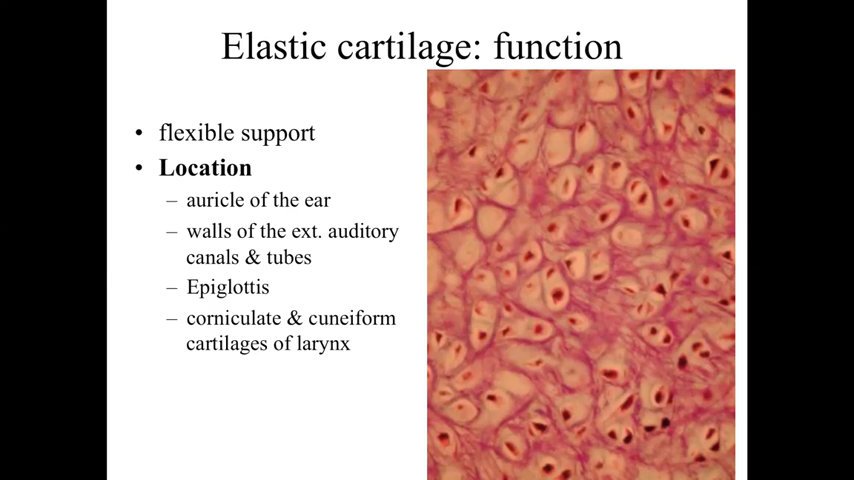 Elastic cartilage: function
• flexible support
• Location
– auricle of the ear
– walls of the ext. auditory
canals & tubes
– Epiglottis
– corniculate & cuneiform
cartilages of larynx